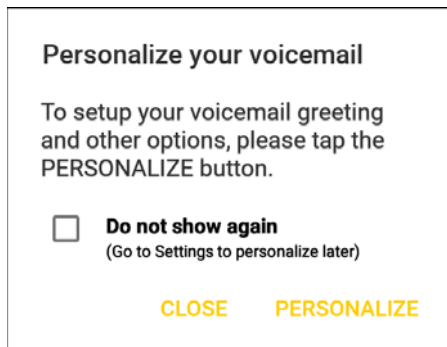 Personalize your voicemail
To setup your voicemail greeting
and other options, please tap the
PERSONALIZE button.
Do not show again
(Go to Settings to personalize later)
CLOSE PERSONALIZE